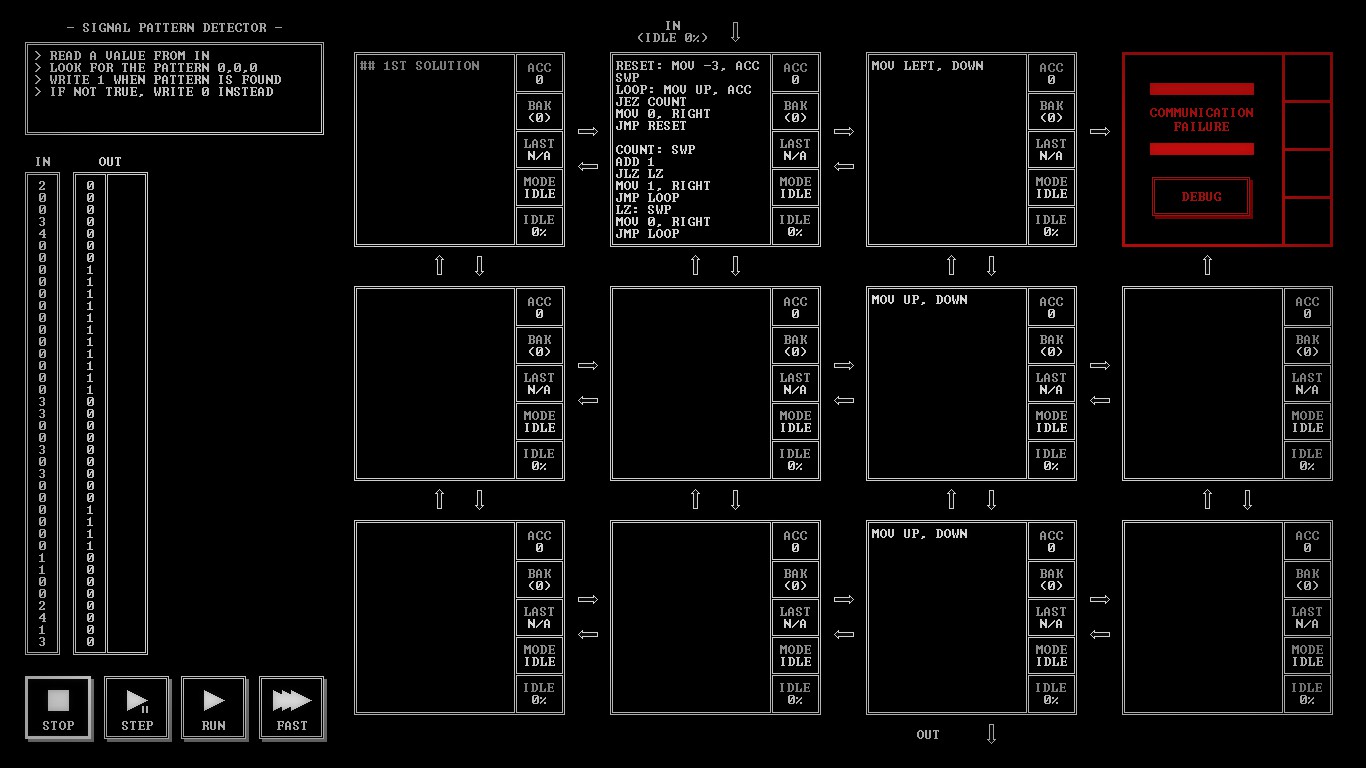 - SIGNAL PATTERN DETECTOR -
> READ A VALUE FROM IN
> LOOK FOR THE PATTERN 0,0,0
> WRITE 1 WHEN PATTERN IS FOUND
> IF NOT TRUE, WRITE 0 INSTEAD
IN OUT
2 0
0 0
0 0
3 0
4 0
0 0
0 0
0 1
0 1
0 1
0 1
0 1
0 1
0 1
0 1
0 1
0 1
0 1
3 0
3 0
0 0
0 0
3 0
0 0
3 0
0 0
0 0
0 1
0 1
0 1
0 1
1 0
1 0
0 0
0 0
2 0
4 0
1 0
3 0
STOP
STEP
RUN
FAST
IN
(IDLE 0%)
## 1ST SOLUTION
ACC
0
BAK
(0)
LAST
N/A
MODE
IDLE
IDLE
0%
RESET: MOV -3, ACC
SWP
LOOP: MOV UP, ACC
JEZ COUNT
MOV 0, RIGHT
JMP RESET
COUNT: SWP
ADD 1
JLZ LZ
MOV 1, RIGHT
JMP LOOP
LZ: SWP
MOV 0, RIGHT
JMP LOOP
ACC
0
BAK
(0)
LAST
N/A
MODE
IDLE
IDLE
0%
MOV LEFT, DOWN
ACC
0
BAK
(0)
LAST
N/A
MODE
IDLE
IDLE
0%
COMMUNICATION
FAILURE
DEBUG
ACC
0
BAK
(0)
LAST
N/A
MODE
IDLE
IDLE
0%
ACC
0
BAK
(0)
LAST
N/A
MODE
IDLE
IDLE
0%
MOV UP, DOWN
ACC
0
BAK
(0)
LAST
N/A
MODE
IDLE
IDLE
0%
ACC
0
BAK
(0)
LAST
N/A
MODE
IDLE
IDLE
0%
ACC
0
BAK
(0)
LAST
N/A
MODE
IDLE
IDLE
0%
ACC
0
BAK
(0)
LAST
N/A
MODE
IDLE
IDLE
0%
MOV UP, DOWN
ACC
0
BAK
(0)
LAST
N/A
MODE
IDLE
IDLE
0%
ACC
0
BAK
(0)
LAST
N/A
MODE
IDLE
IDLE
0%
OUT